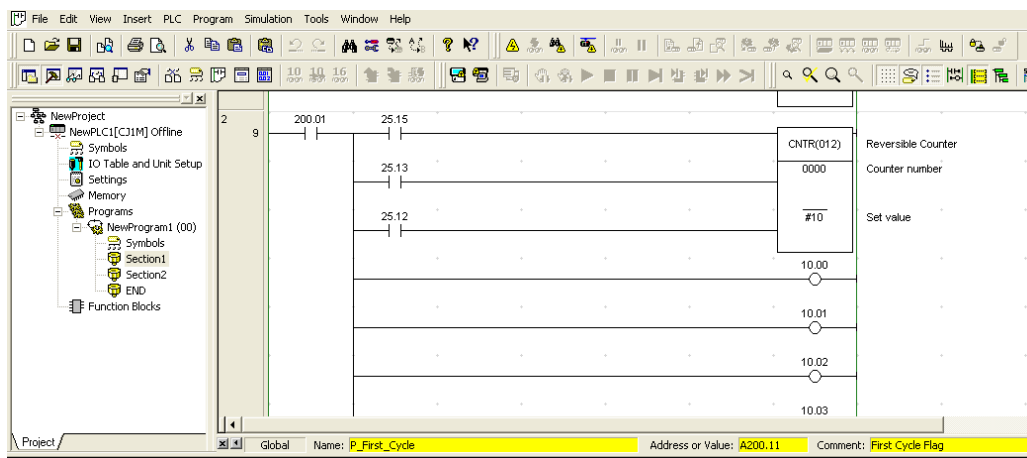 File Edit View Insert PLC Program Simulation Tools Window Help
10 10 16
NewProject
NewPLC1[CJ1M] Offline
Symbols
IO Table and Unit Setup
Settings
Memory
Programs
NewProgram1 (00)
Symbols
Section1
Section2
END
Function Blocks
Project
2
9
200.01 25.15
CNTR(012) Reversible Counter
25.13
0000 Counter number
25.12
#10 Set value
10.00
10.01
10.02
10.03
Global Name: P_First_Cycle Address or Value: A200.11 Comment: First Cycle Flag